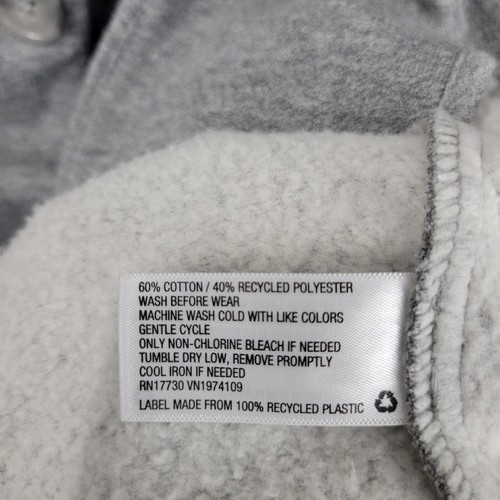 60% COTTON / 40% RECYCLED POLYESTER
WASH BEFORE WEAR
MACHINE WASH COLD WITH LIKE COLORS
GENTLE CYCLE
ONLY NON-CHLORINE BLEACH IF NEEDED
TUMBLE DRY LOW, REMOVE PROMPTLY
COOL IRON IF NEEDED
RN17730 VN1974109
LABEL MADE FROM 100% RECYCLED PLASTIC